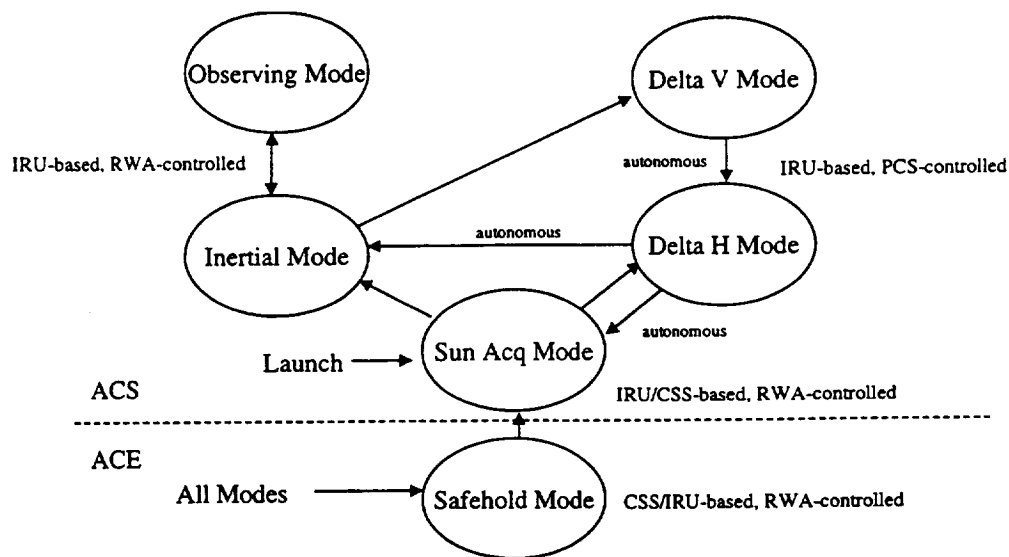 Observing Mode
Delta V Mode
IRU-based, RWA-controlled
autonomous
IRU-based, PCS-controlled
Inertial Mode
autonomous
Delta H Mode
autonomous
Launch
Sun Acq Mode
ACS
IRU/CSS-based, RWA-controlled
ACE
All Modes
Safehold Mode
CSS/IRU-based, RWA-controlled